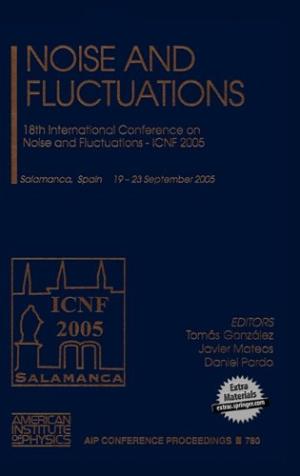 NOISE AND
FLUCTUATIONS
18th International Conference on
Noise and Fluctuations - ICNF 2005
Salamanca, Spain 19 – 23 September 2005
ICNF
2005
SALAMANCA
EDITORS
Tomás González
Javier Mateos
Daniel Pardo
Extra
Materials
extras.springer.com
AMERICAN
INSTITUTE
OF PHYSICS
AIP CONFERENCE PROCEEDINGS 780